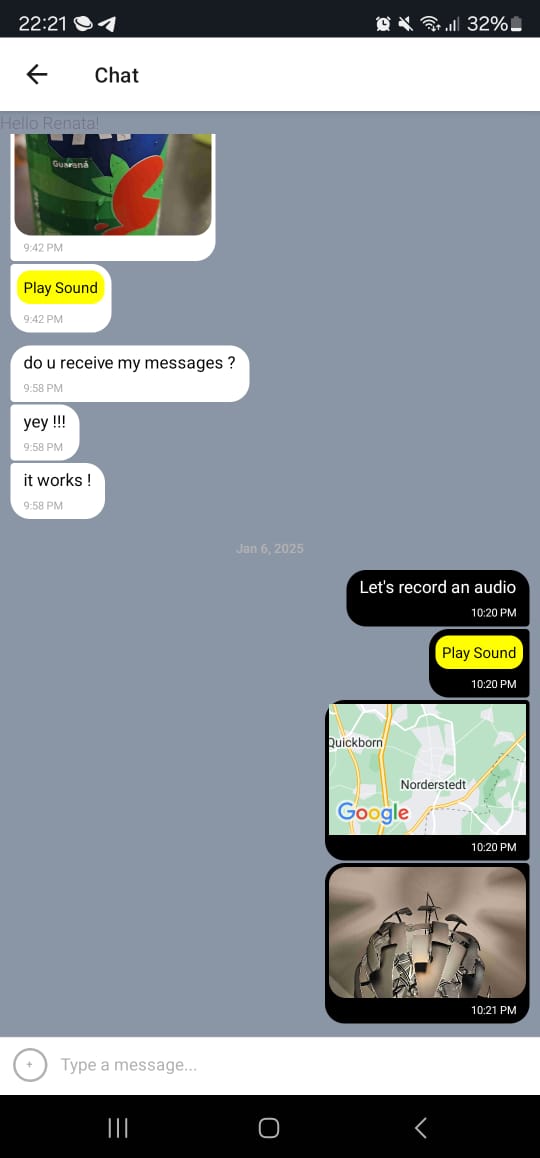 22:21
32%
Chat
Hello Renata!
Guaraná
9:42 PM
Play Sound
9:42 PM
do u receive my messages ?
9:58 PM
yey !!!
9:58 PM
it works !
9:58 PM
Jan 6, 2025
Let's record an audio
10:20 PM
Play Sound
10:20 PM
Quickborn
Norderstedt
Google
10:20 PM
10:21 PM
+
Type a message...